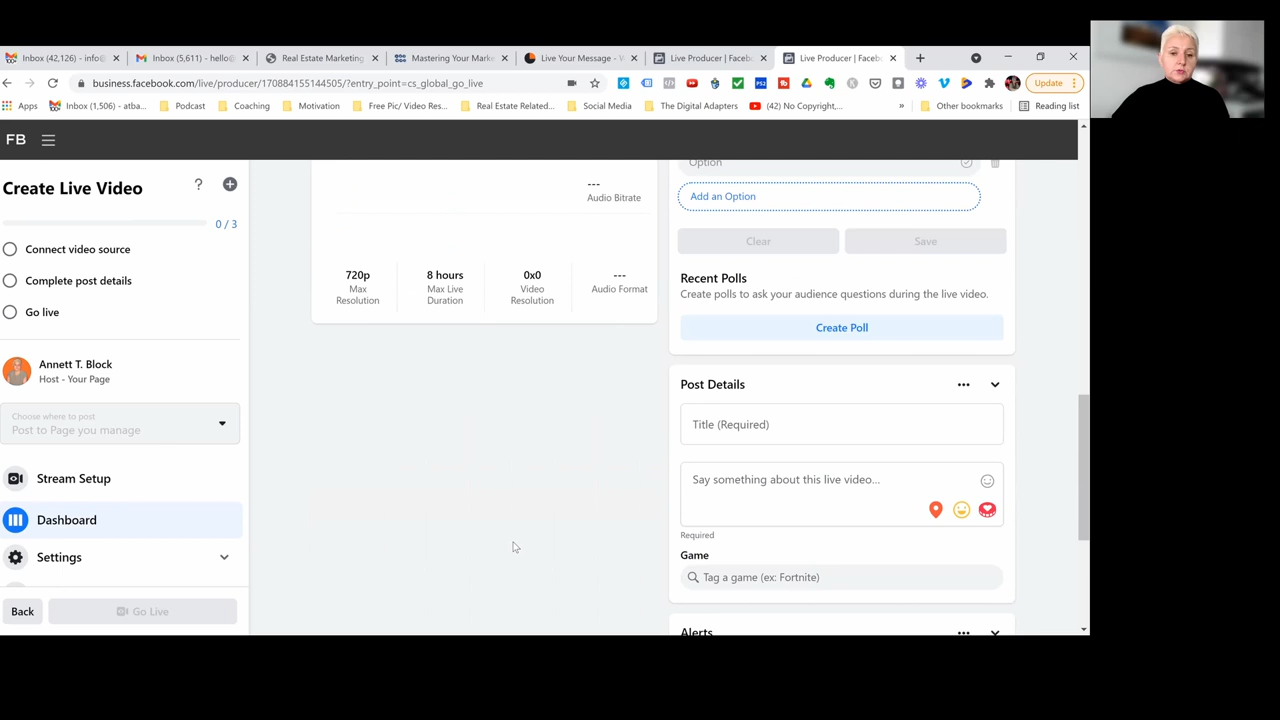 Inbox (42,126) - info@
Inbox (5,611) - hello@
Real Estate Marketing
Mastering Your Marke
Live Your Message - V
Live Producer | Facebo
Live Producer | Facebo
business.facebook.com/live/producer/170884155144505/?entry_point=cs_global_go_live
Update
Apps
Inbox (1,506) - atba...
Podcast
Coaching
Motivation
Free Pic/ Video Res...
Real Estate Related...
Social Media
The Digital Adapters
(42) No Copyright,...
»
Other bookmarks
Reading list
FB
Create Live Video
?
0 / 3
Connect video source
Complete post details
Go live
Annett T. Block
Host - Your Page
Choose where to post
Post to Page you manage
Stream Setup
Dashboard
Settings
Back
Go Live
---
Audio Bitrate
720p
Max
Resolution
8 hours
Max Live
Duration
0x0
Video
Resolution
---
Audio Format
Option
Add an Option
Clear
Save
Recent Polls
Create polls to ask your audience questions during the live video.
Create Poll
Post Details
Title (Required)
Say something about this live video...
Required
Game
Tag a game (ex: Fortnite)
Alerts